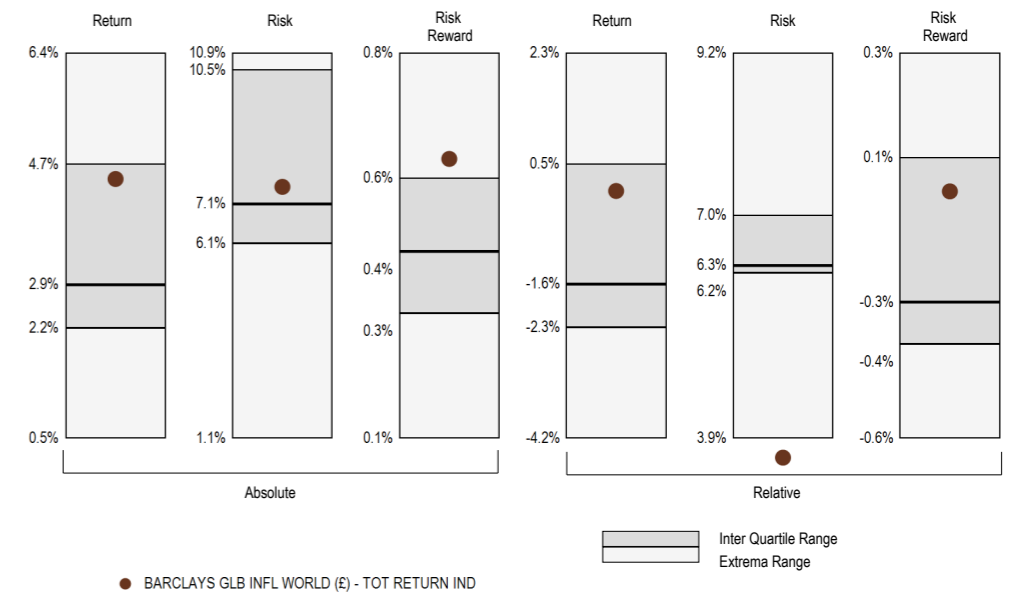 Return
Risk
Risk
Reward
Return
Risk
Risk
Reward
6.4%
4.7%
2.9%
2.2%
0.5%
10.9%
10.5%
7.1%
6.1%
1.1%
0.8%
0.6%
0.4%
0.3%
0.1%
2.3%
0.5%
-1.6%
-2.3%
-4.2%
9.2%
7.0%
6.3%
6.2%
3.9%
0.3%
0.1%
-0.3%
-0.4%
-0.6%
Absolute
Relative
Inter Quartile Range
Extrema Range
BARCLAYS GLB INFL WORLD (£) - TOT RETURN IND